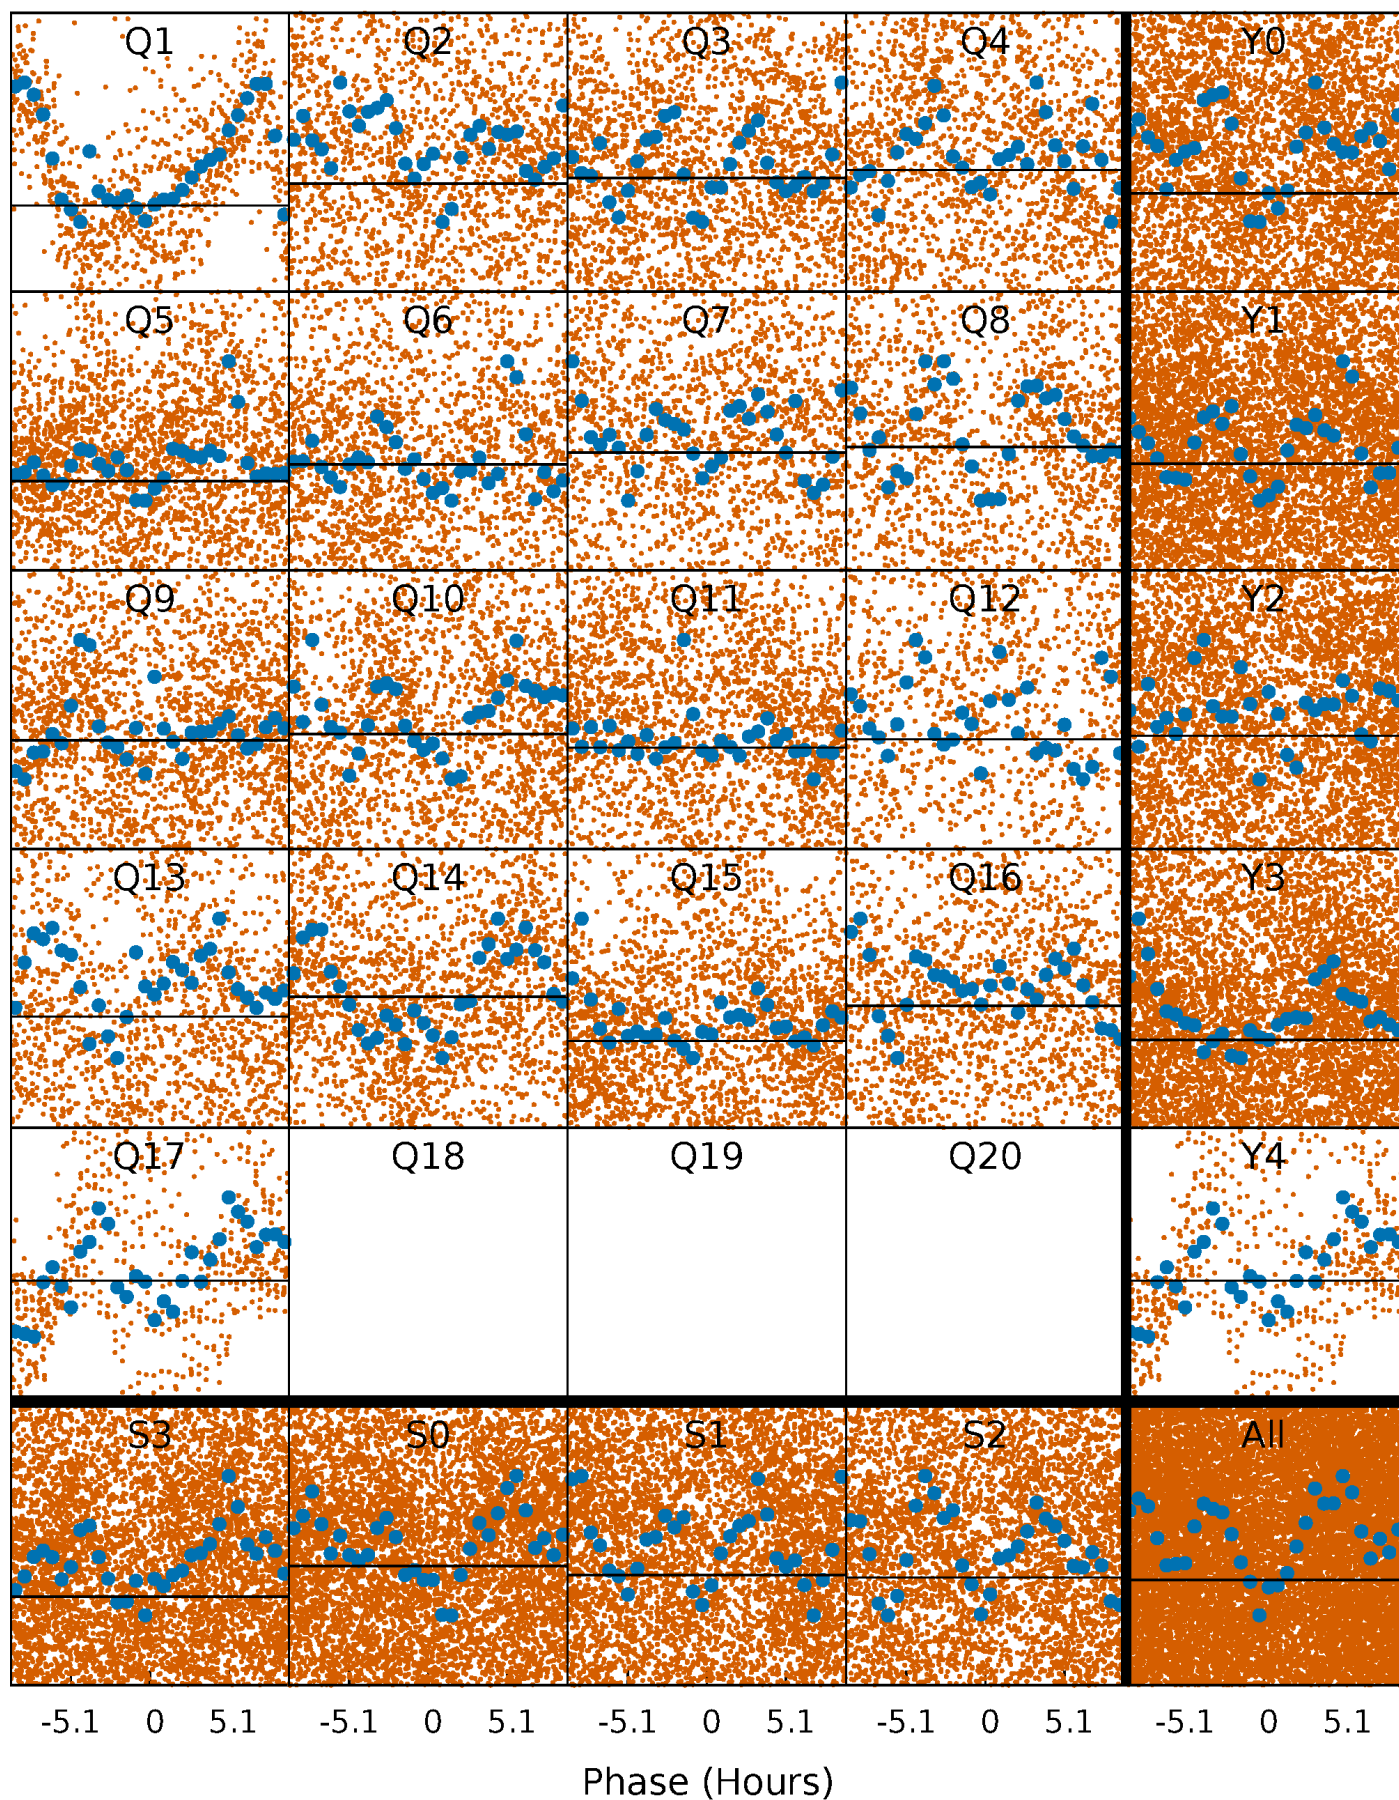 Q1 Q2 Q3 Q4 Y0
Q5 Q6 Q7 Q8 Y1
Q9 Q10 Q11 Q12 Y2
Q13 Q14 Q15 Q16 Y3
Q17 Q18 Q19 Q20 Y4
S3 S0 S1 S2 All
-5.1 0 5.1 -5.1 0 5.1 -5.1 0 5.1 -5.1 0 5.1 -5.1 0 5.1
Phase (Hours)